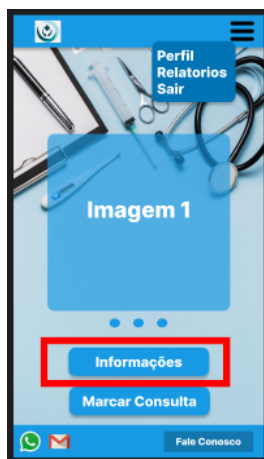 Perfil
Relatorios
Sair
Imagem 1
Informações
Marcar Consulta
Fale Conosco